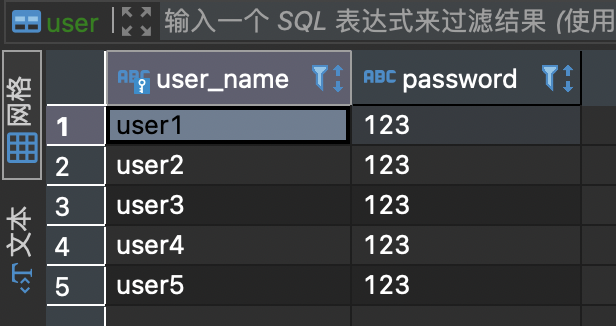 user 输入一个 SQL 表达式来过滤结果 (使用
ABC user_name ABC password
网格
1 user1 123
2 user2 123
3 user3 123
4 user4 123
5 user5 123
文本
T